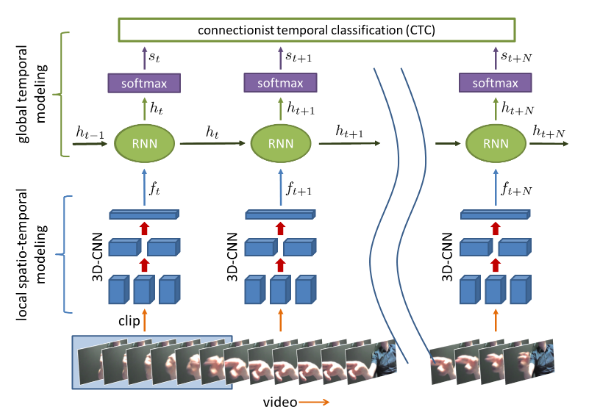 connectionist temporal classification (CTC)
global temporal
modeling
s_t
s_{t+1}
s_{t+N}
softmax
softmax
softmax
h_t
h_{t+1}
h_{t+N}
h_{t-1}
RNN
h_t
RNN
h_{t+1}
RNN
h_{t+N}
f_t
f_{t+1}
f_{t+N}
local spatio-temporal
modeling
3D-CNN
3D-CNN
3D-CNN
clip
video